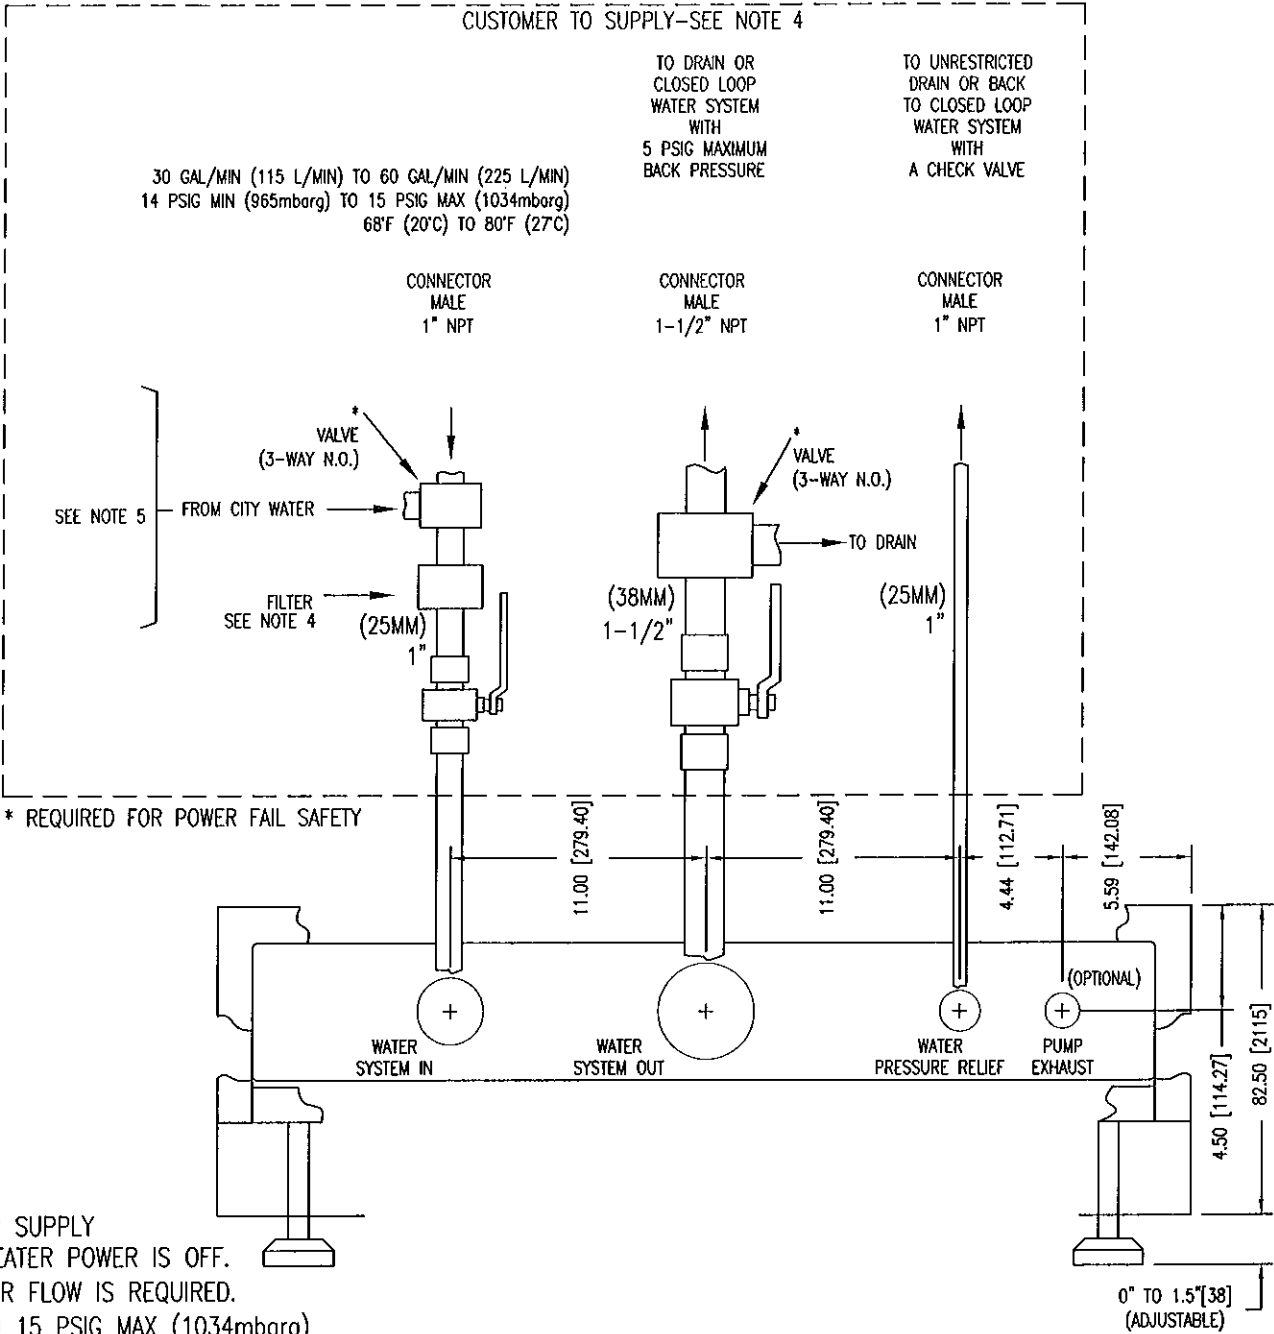 CUSTOMER TO SUPPLY-SEE NOTE 4
TO DRAIN OR
CLOSED LOOP
WATER SYSTEM
WITH
5 PSIG MAXIMUM
BACK PRESSURE
TO UNRESTRICTED
DRAIN OR BACK
TO CLOSED LOOP
WATER SYSTEM
WITH
A CHECK VALVE
30 GAL/MIN (115 L/MIN) TO 60 GAL/MIN (225 L/MIN)
14 PSIG MIN (965mbarg) TO 15 PSIG MAX (1034mbarg)
68°F (20°C) TO 80°F (27°C)
CONNECTOR
MALE
1" NPT
CONNECTOR
MALE
1-1/2" NPT
CONNECTOR
MALE
1" NPT
*
VALVE
(3-WAY N.O.)
*
VALVE
(3-WAY N.O.)
SEE NOTE 5
FROM CITY WATER
TO DRAIN
FILTER
SEE NOTE 4
(25MM)
1"
(38MM)
1-1/2"
(25MM)
1"
* REQUIRED FOR POWER FAIL SAFETY
11.00 [279.40]
11.00 [279.40]
4.44 [112.71]
5.59 [142.08]
(OPTIONAL)
WATER
SYSTEM IN
WATER
SYSTEM OUT
WATER
PRESSURE RELIEF
PUMP
EXHAUST
4.50 [114.27]
82.50 [2115]
SUPPLY
EATER POWER IS OFF.
R FLOW IS REQUIRED.
15 PSIG MAX (1034mbarg)
0" TO 1.5"[38]
(ADJUSTABLE)